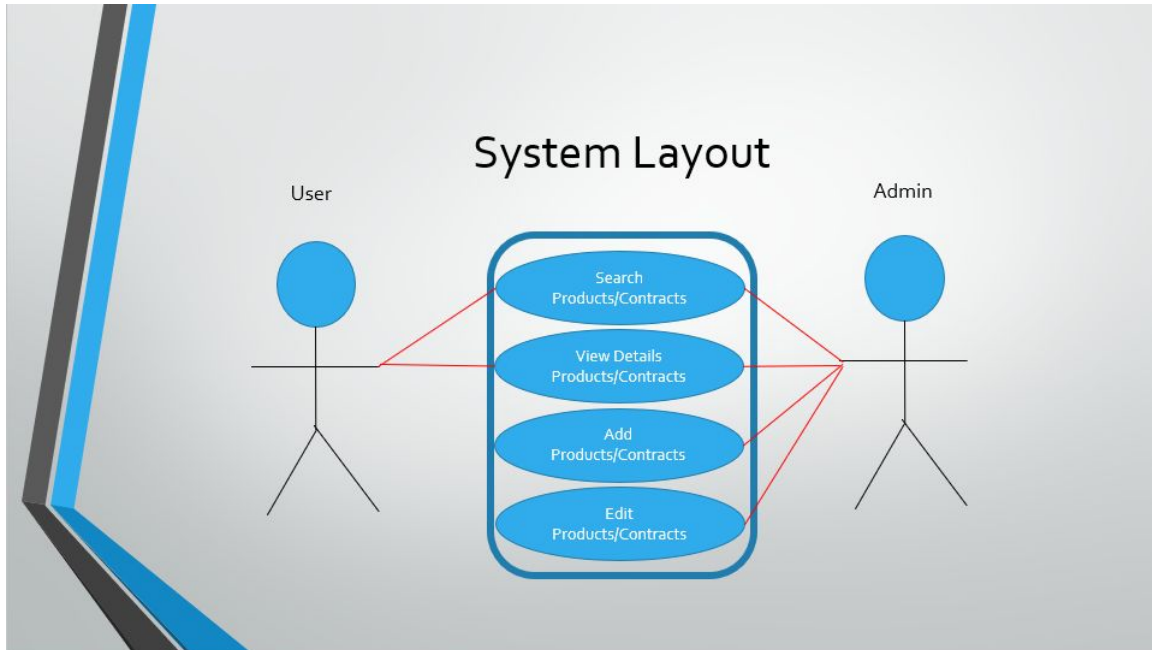 System Layout
User
Admin
Search
Products/Contracts
View Details
Products/Contracts
Add
Products/Contracts
Edit
Products/Contracts